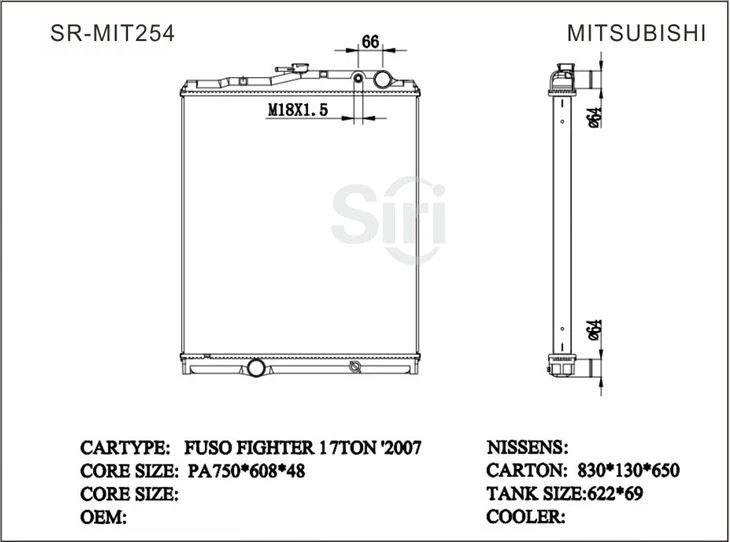 SR-MIT254
MITSUBISHI
66
M18X1.5
ø64
Siri
ø64
CARTYPE: FUSO FIGHTER 17TON '2007
CORE SIZE: PA750*608*48
CORE SIZE:
OEM:
NISSENS:
CARTON: 830*130*650
TANK SIZE:622*69
COOLER: